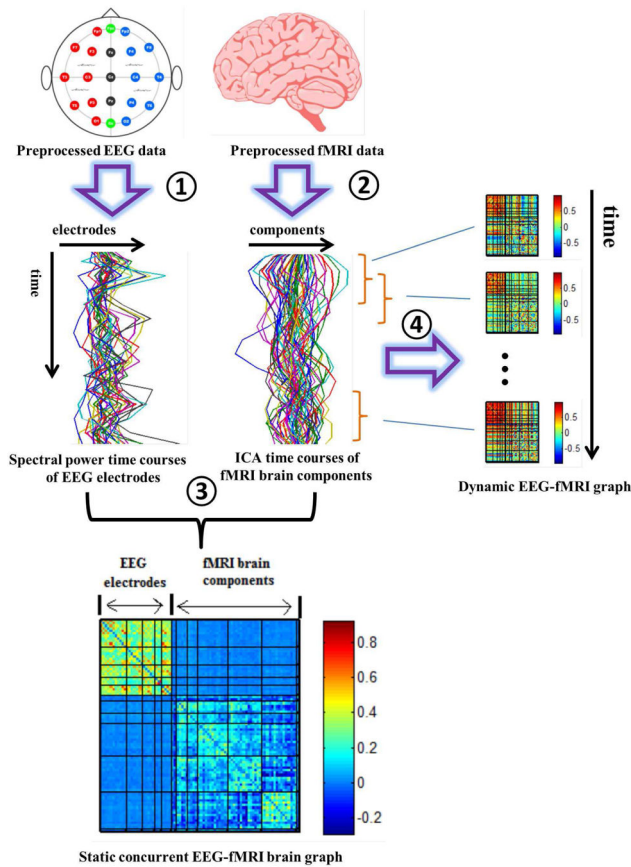 Preprocessed EEG data
Preprocessed fMRI data
①
②
electrodes
components
time
time
0.5
0
-0.5
0.5
0
-0.5
④
0.5
0
-0.5
Spectral power time courses
of EEG electrodes
ICA time courses of
fMRI brain components
Dynamic EEG-fMRI graph
③
EEG
electrodes
fMRI brain
components
0.8
0.6
0.4
0.2
0
-0.2
Static concurrent EEG-fMRI brain graph